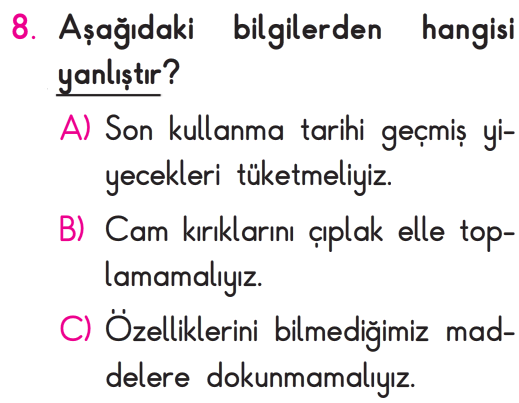 8. Aşağıdaki bilgilerden hangisi
yanlıştır?
A) Son kullanma tarihi geçmiş yi-
yecekleri tüketmeliyiz.
B) Cam kırıklarını çıplak elle top-
lamamalıyız.
C) Özelliklerini bilmediğimiz mad-
delere dokunmamalıyız.